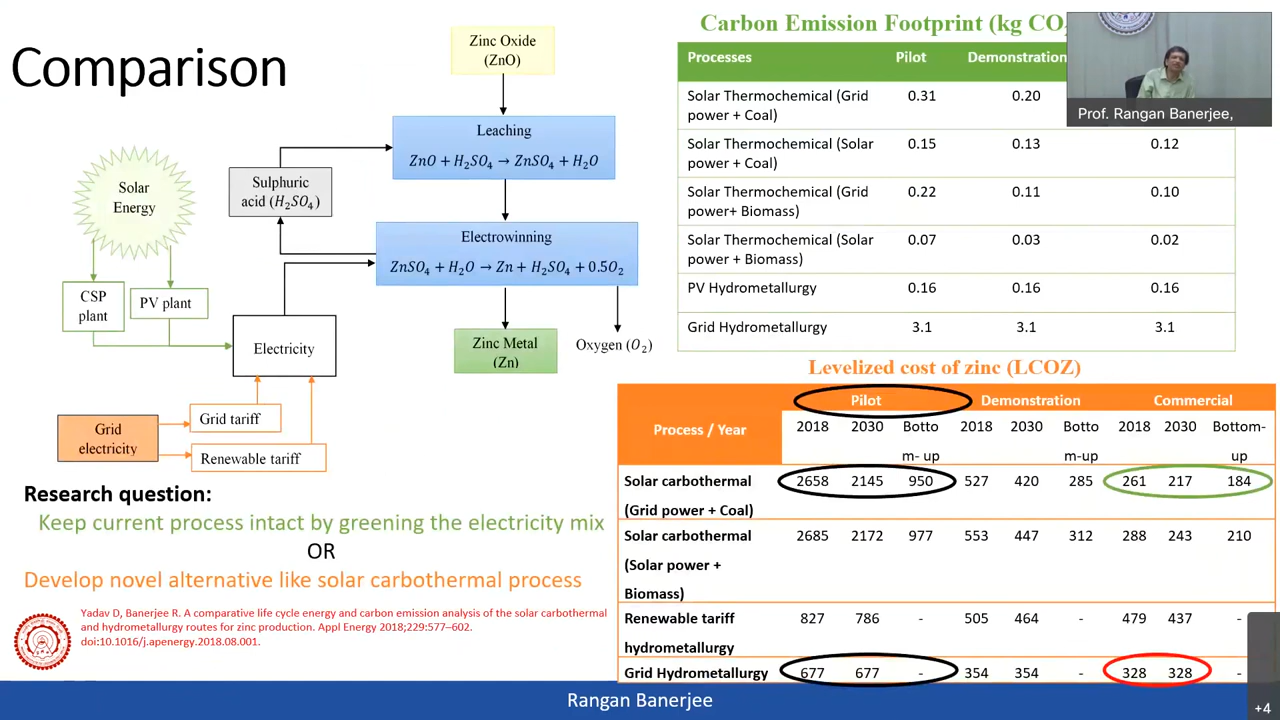 Comparison
Zinc Oxide
(ZnO)
Leaching
ZnO + H₂SO₄ → ZnSO₄ + H₂O
Sulphuric
acid (H₂SO₄)
Electrowinning
ZnSO₄ + H₂O → Zn + H₂SO₄ + 0.5O₂
Solar
Energy
CSP
plant
PV plant
Electricity
Zinc Metal
(Zn)
Oxygen (O₂)
Grid
electricity
Grid tariff
Renewable tariff
Research question:
Keep current process intact by greening the electricity mix
OR
Develop novel alternative like solar carbothermal process
Yadav D, Banerjee R. A comparative life cycle energy and carbon emission analysis of the solar carbothermal
and hydrometallurgy routes for zinc production. Appl Energy 2018;229:577–602.
doi:10.1016/j.apenergy.2018.08.001.
Carbon Emission Footprint (kg CO
Processes Pilot Demonstration
Solar Thermochemical (Grid 0.31 0.20
power + Coal)
Solar Thermochemical (Solar 0.15 0.13 0.12
power + Coal)
Solar Thermochemical (Grid 0.22 0.11 0.10
power+ Biomass)
Solar Thermochemical (Solar 0.07 0.03 0.02
power + Biomass)
PV Hydrometallurgy 0.16 0.16 0.16
Grid Hydrometallurgy 3.1 3.1 3.1
Prof. Rangan Banerjee,
Levelized cost of zinc (LCOZ)
Process / Year Pilot Demonstration Commercial
2018 2030 Botto 2018 2030 Botto 2018 2030 Bottom-
m- up m-up up
Solar carbothermal 2658 2145 950 527 420 285 261 217 184
(Grid power + Coal)
Solar carbothermal 2685 2172 977 553 447 312 288 243 210
(Solar power +
Biomass)
Renewable tariff 827 786 - 505 464 - 479 437 -
hydrometallurgy
Grid Hydrometallurgy 677 677 - 354 354 - 328 328 -
Rangan Banerjee
+4